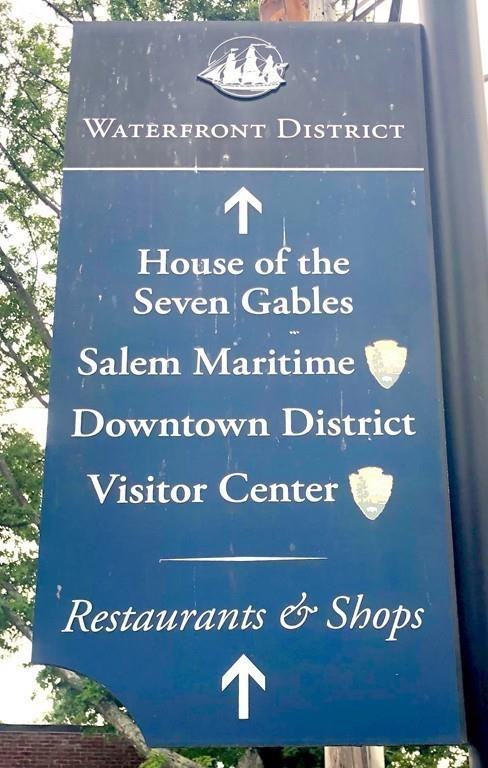 Waterfront District
House of the
Seven Gables
Salem Maritime
Downtown District
Visitor Center
Restaurants & Shops